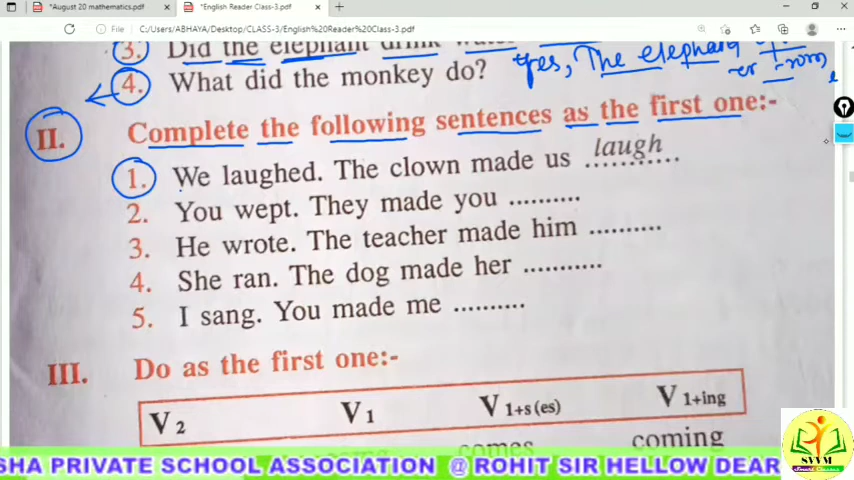 *August 20 mathematics.pdf
*English Reader Class-3.pdf
File C:/Users/ABHAYA/Desktop/CLASS-3/English%20Reader%20Class-3.pdf
3. Did the elephant drink
4. What did the monkey do? Yes, The elephant
II. Complete the following sentences as the first one:-
1. We laughed. The clown made us laugh
2. You wept. They made you ..........
3. He wrote. The teacher made him ..........
4. She ran. The dog made her ...........
5. I sang. You made me ..........
III. Do as the first one:-
V2 V1 V1+s(es) V1+ing
comes coming
SHA PRIVATE SCHOOL ASSOCIATION @ ROHIT SIR HELLOW DEAR
SVVM
Smart Classes